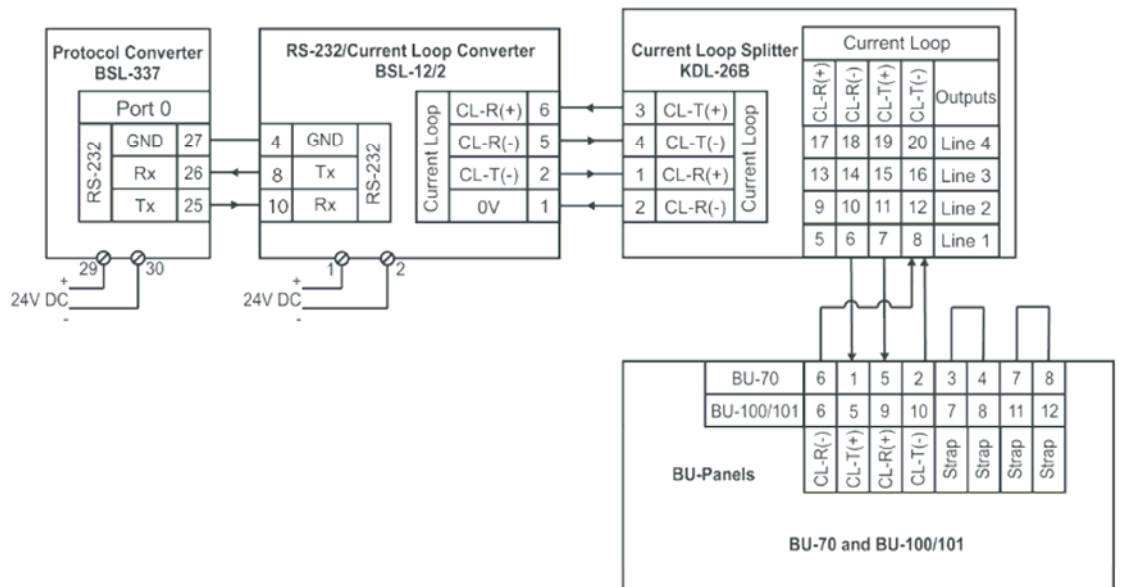 Protocol Converter
BSL-337
Port 0
RS-232
GND 27
Rx 26
Tx 25
29 30
+
24V DC
-
RS-232/Current Loop Converter
BSL-12/2
4 GND
8 Tx
10 Rx
RS-232
Current Loop
CL-R(+) 6
CL-R(-) 5
CL-T(-) 2
0V 1
1 2
+
24V DC
-
Current Loop Splitter
KDL-26B
3 CL-T(+)
4 CL-T(-)
1 CL-R(+)
2 CL-R(-)
Current Loop
Current Loop
CL-R(+) CL-R(-) CL-T(+) CL-T(-) Outputs
17 18 19 20 Line 4
13 14 15 16 Line 3
9 10 11 12 Line 2
5 6 7 8 Line 1
BU-70 6 1 5 2 3 4 7 8
BU-100/101 6 5 9 10 7 8 11 12
CL-R(-) CL-T(+) CL-R(+) CL-T(-) Strap Strap Strap Strap
BU-Panels
BU-70 and BU-100/101